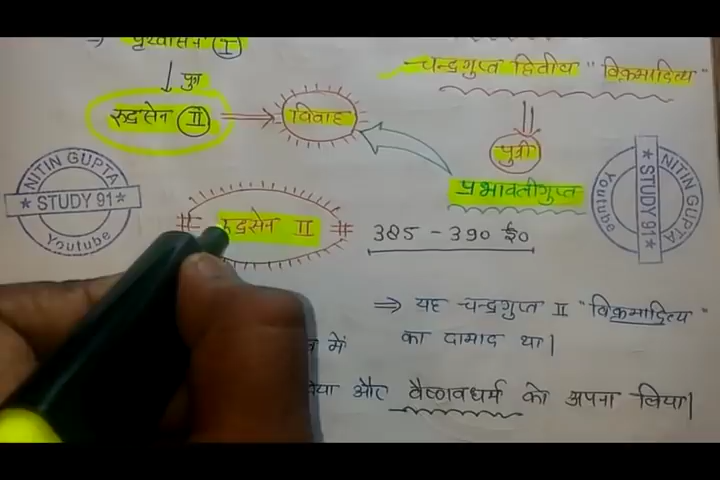 पृथ्वीसेन I
पुत्र
चन्द्रगुप्त द्वितीय "विक्रमादित्य"
रुद्रसेन II
विवाह
पुत्री
प्रभावतीगुप्त
NITIN GUPTA
STUDY 91
Youtube
NITIN GUPTA
STUDY 91
Youtube
# रुद्रसेन II #
385 - 390 ई०
⇒ यह चन्द्रगुप्त II "विक्रमादित्य"
में का दामाद था|
और वैष्णवधर्म को अपना लिया|